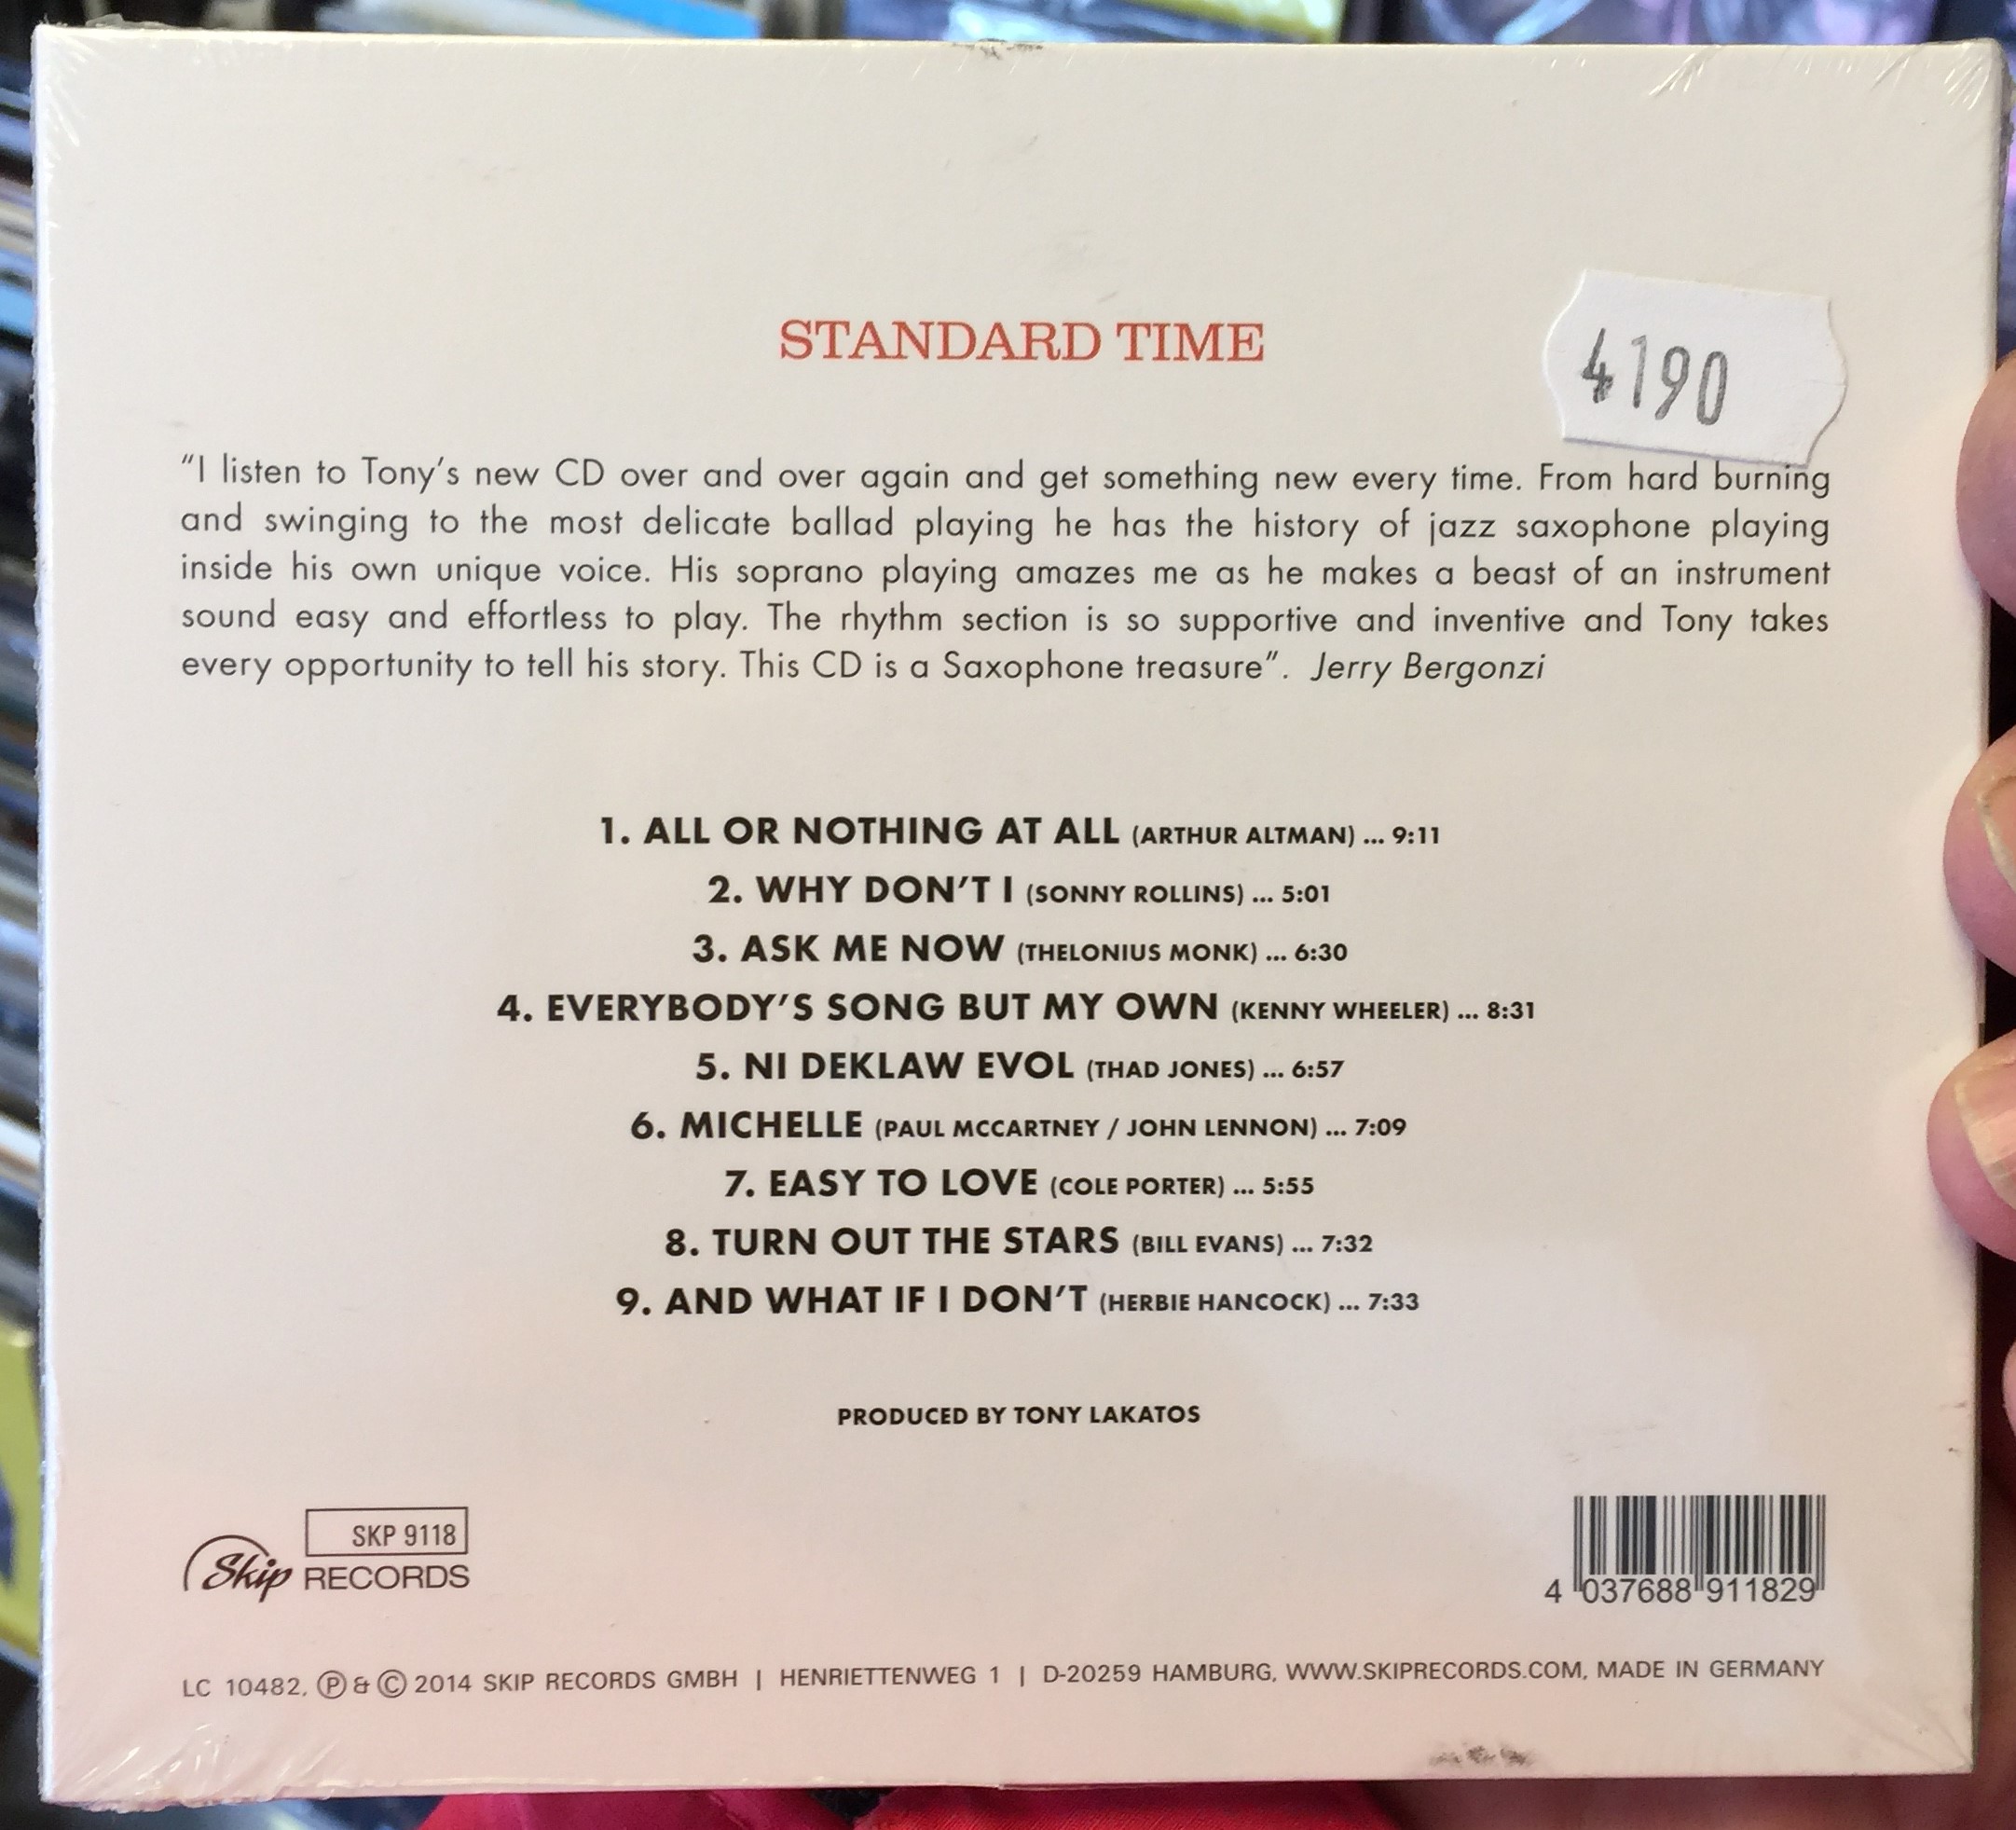 STANDARD TIME
4190
“I listen to Tony’s new CD over and over again and get something new every time. From hard burning
and swinging to the most delicate ballad playing he has the history of jazz saxophone playing
inside his own unique voice. His soprano playing amazes me as he makes a beast of an instrument
sound easy and effortless to play. The rhythm section is so supportive and inventive and Tony takes
every opportunity to tell his story. This CD is a Saxophone treasure”. Jerry Bergonzi
1. ALL OR NOTHING AT ALL (ARTHUR ALTMAN) ... 9:11
2. WHY DON’T I (SONNY ROLLINS) ... 5:01
3. ASK ME NOW (THELONIUS MONK) ... 6:30
4. EVERYBODY’S SONG BUT MY OWN (KENNY WHEELER) ... 8:31
5. NI DEKLAW EVOL (THAD JONES) ... 6:57
6. MICHELLE (PAUL MCCARTNEY / JOHN LENNON) ... 7:09
7. EASY TO LOVE (COLE PORTER) ... 5:55
8. TURN OUT THE STARS (BILL EVANS) ... 7:32
9. AND WHAT IF I DON’T (HERBIE HANCOCK) ... 7:33
PRODUCED BY TONY LAKATOS
SKP 9118
Skip RECORDS
4 037688 911829
LC 10482, Ⓟ & © 2014 SKIP RECORDS GMBH | HENRIETTENWEG 1 | D-20259 HAMBURG, WWW.SKIPRECORDS.COM, MADE IN GERMANY